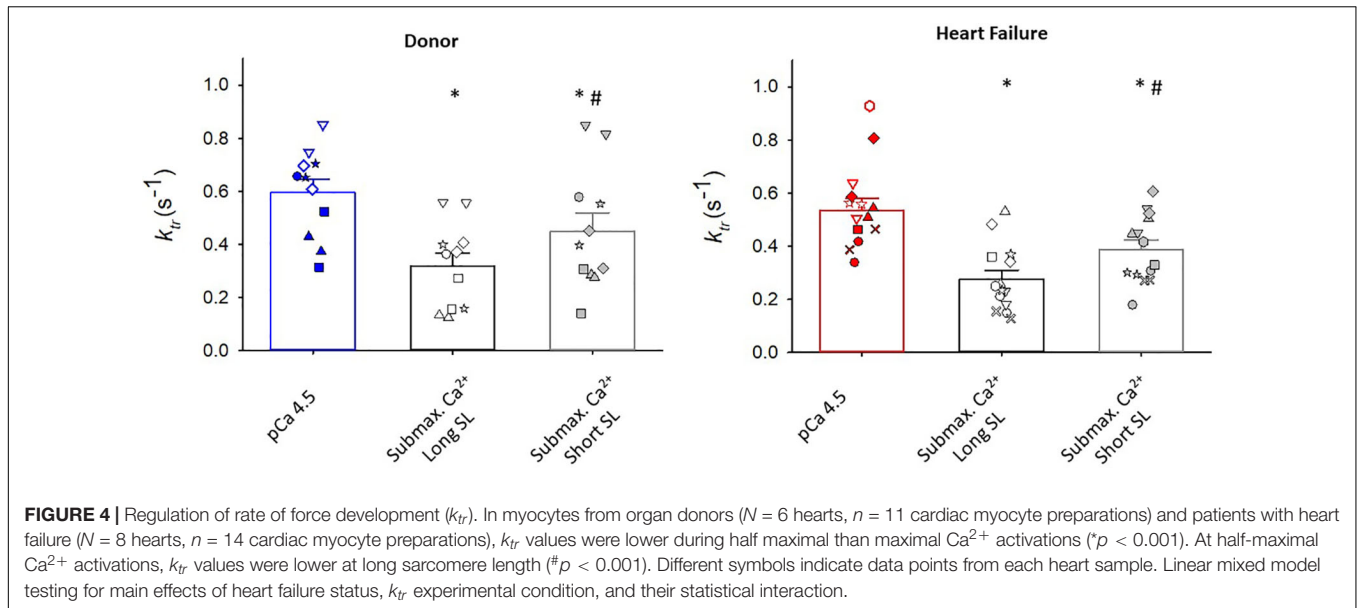 Donor
1.0
0.8
0.6
0.4
0.2
0.0
k_tr (s⁻¹)
*
* #
pCa 4.5
Submax. Ca²⁺
Long SL
Submax. Ca²⁺
Short SL
Heart Failure
1.0
0.8
0.6
0.4
0.2
0.0
k_tr (s⁻¹)
*
* #
pCa 4.5
Submax. Ca²⁺
Long SL
Submax. Ca²⁺
Short SL
FIGURE 4 | Regulation of rate of force development (k_tr). In myocytes from organ donors (N = 6 hearts, n = 11 cardiac myocyte preparations) and patients with heart
failure (N = 8 hearts, n = 14 cardiac myocyte preparations), k_tr values were lower during half maximal than maximal Ca²⁺ activations (*p < 0.001). At half-maximal
Ca²⁺ activations, k_tr values were lower at long sarcomere length (#p < 0.001). Different symbols indicate data points from each heart sample. Linear mixed model
testing for main effects of heart failure status, k_tr experimental condition, and their statistical interaction.